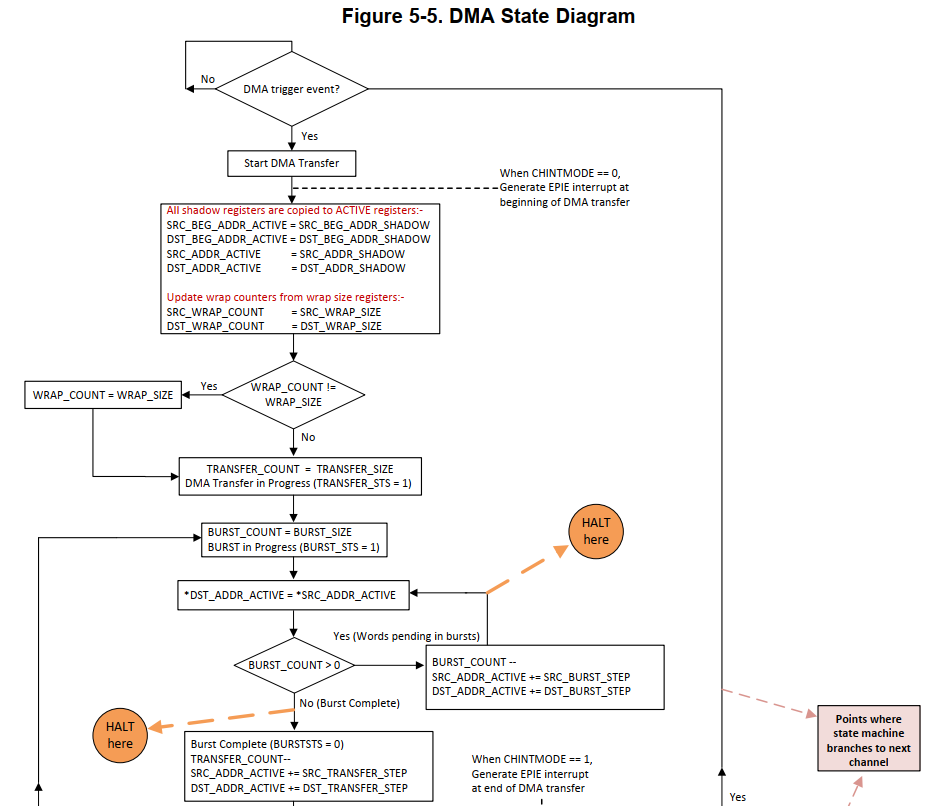 Figure 5-5. DMA State Diagram
No
DMA trigger event?
Yes
Start DMA Transfer
When CHINTMODE == 0,
Generate EPIE interrupt at
beginning of DMA transfer
All shadow registers are copied to ACTIVE registers:-
SRC_BEG_ADDR_ACTIVE = SRC_BEG_ADDR_SHADOW
DST_BEG_ADDR_ACTIVE = DST_BEG_ADDR_SHADOW
SRC_ADDR_ACTIVE = SRC_ADDR_SHADOW
DST_ADDR_ACTIVE = DST_ADDR_SHADOW
Update wrap counters from wrap size registers:-
SRC_WRAP_COUNT = SRC_WRAP_SIZE
DST_WRAP_COUNT = DST_WRAP_SIZE
WRAP_COUNT !=
WRAP_SIZE
Yes
WRAP_COUNT = WRAP_SIZE
No
TRANSFER_COUNT = TRANSFER_SIZE
DMA Transfer in Progress (TRANSFER_STS = 1)
BURST_COUNT = BURST_SIZE
BURST in Progress (BURST_STS = 1)
HALT
here
*DST_ADDR_ACTIVE = *SRC_ADDR_ACTIVE
Yes (Words pending in bursts)
BURST_COUNT > 0
BURST_COUNT --
SRC_ADDR_ACTIVE += SRC_BURST_STEP
DST_ADDR_ACTIVE += DST_BURST_STEP
No (Burst Complete)
HALT
here
Burst Complete (BURSTSTS = 0)
TRANSFER_COUNT--
SRC_ADDR_ACTIVE += SRC_TRANSFER_STEP
DST_ADDR_ACTIVE += DST_TRANSFER_STEP
When CHINTMODE == 1,
Generate EPIE interrupt
at end of DMA transfer
Points where
state machine
branches to next
channel
Yes